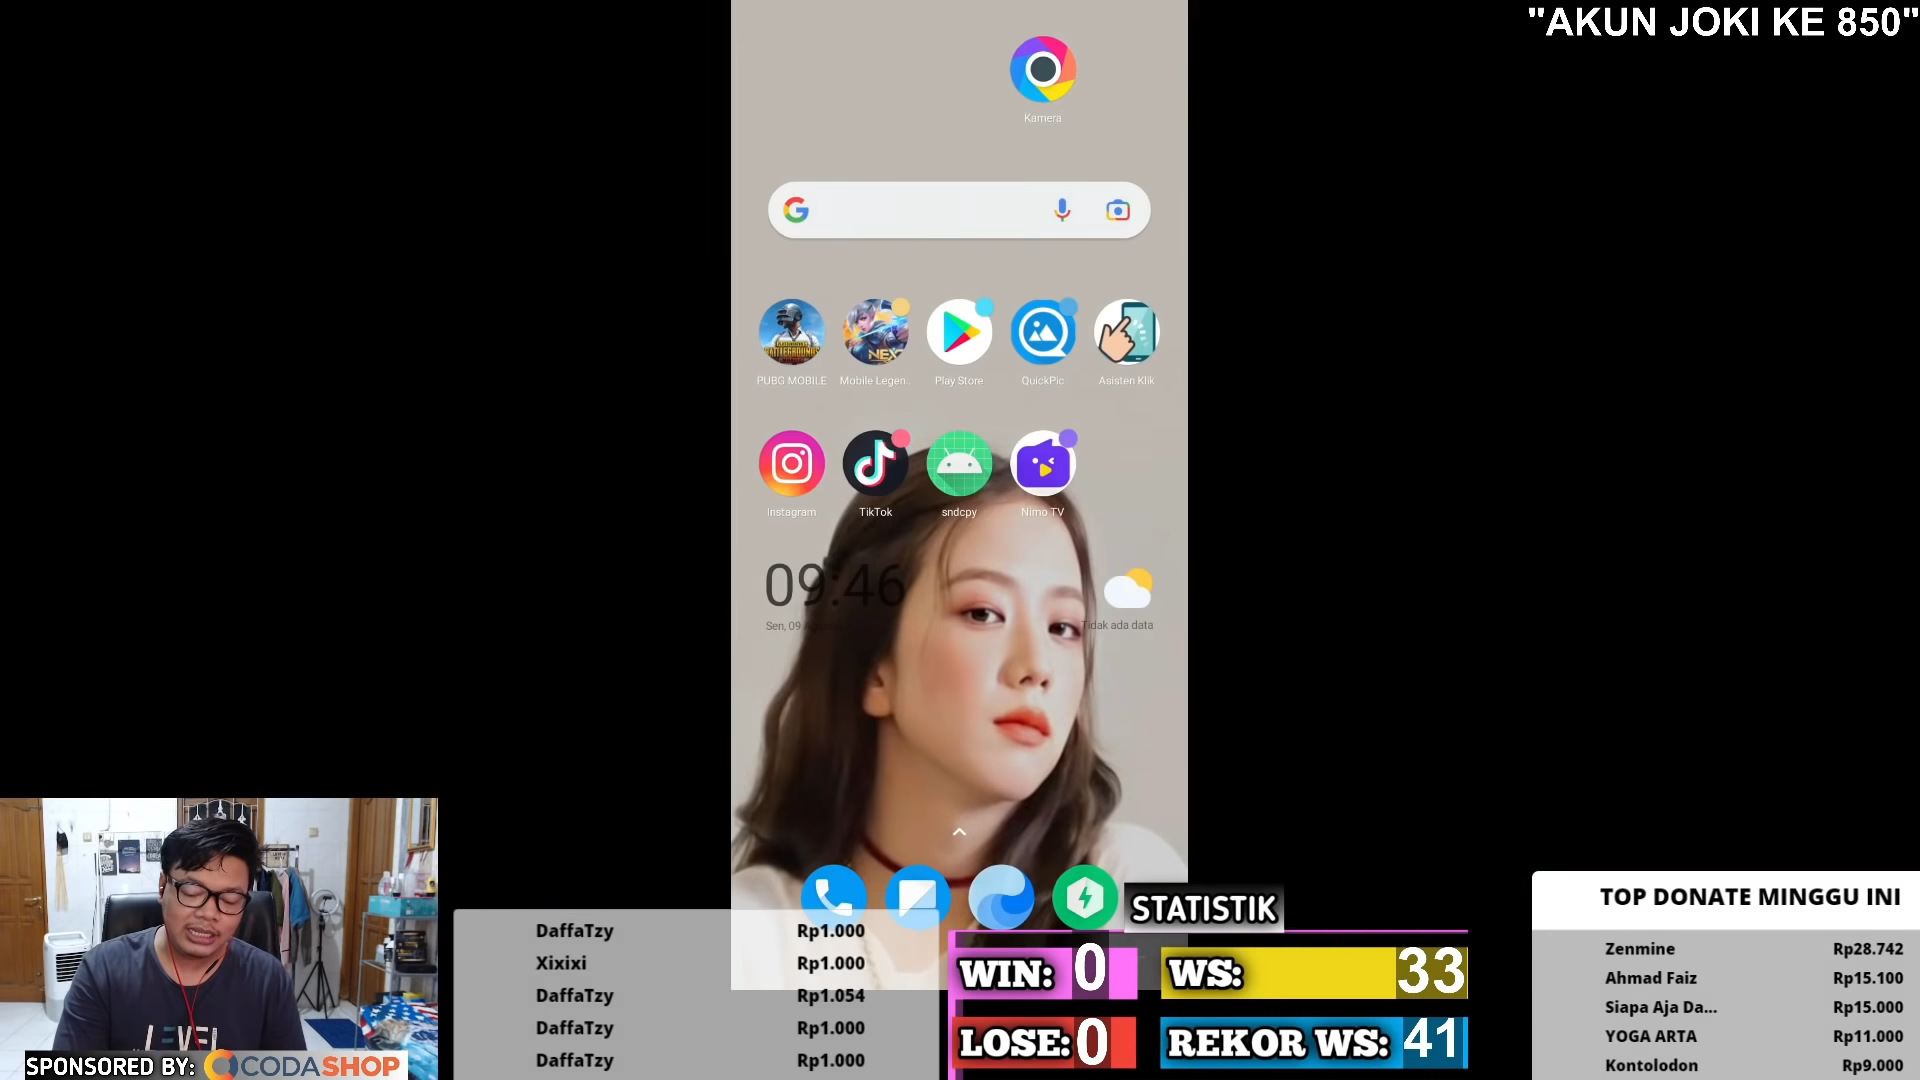 "AKUN JOKI KE 850"
Kamera
PUBG MOBILE
Mobile Legen..
Play Store
QuickPic
Asisten Klik
Instagram
TikTok
sndcpy
Nimo TV
09:46
Sen, 09
Tidak ada data
LEVEL
SPONSORED BY: CODASHOP
DaffaTzy Rp1.000
Xixixi Rp1.000
DaffaTzy Rp1.054
DaffaTzy Rp1.000
DaffaTzy Rp1.000
STATISTIK
WIN: 0 WS: 33
LOSE: 0 REKOR WS: 41
TOP DONATE MINGGU INI
Zenmine Rp28.742
Ahmad Faiz Rp15.100
Siapa Aja Da... Rp15.000
YOGA ARTA Rp11.000
Kontolodon Rp9.000